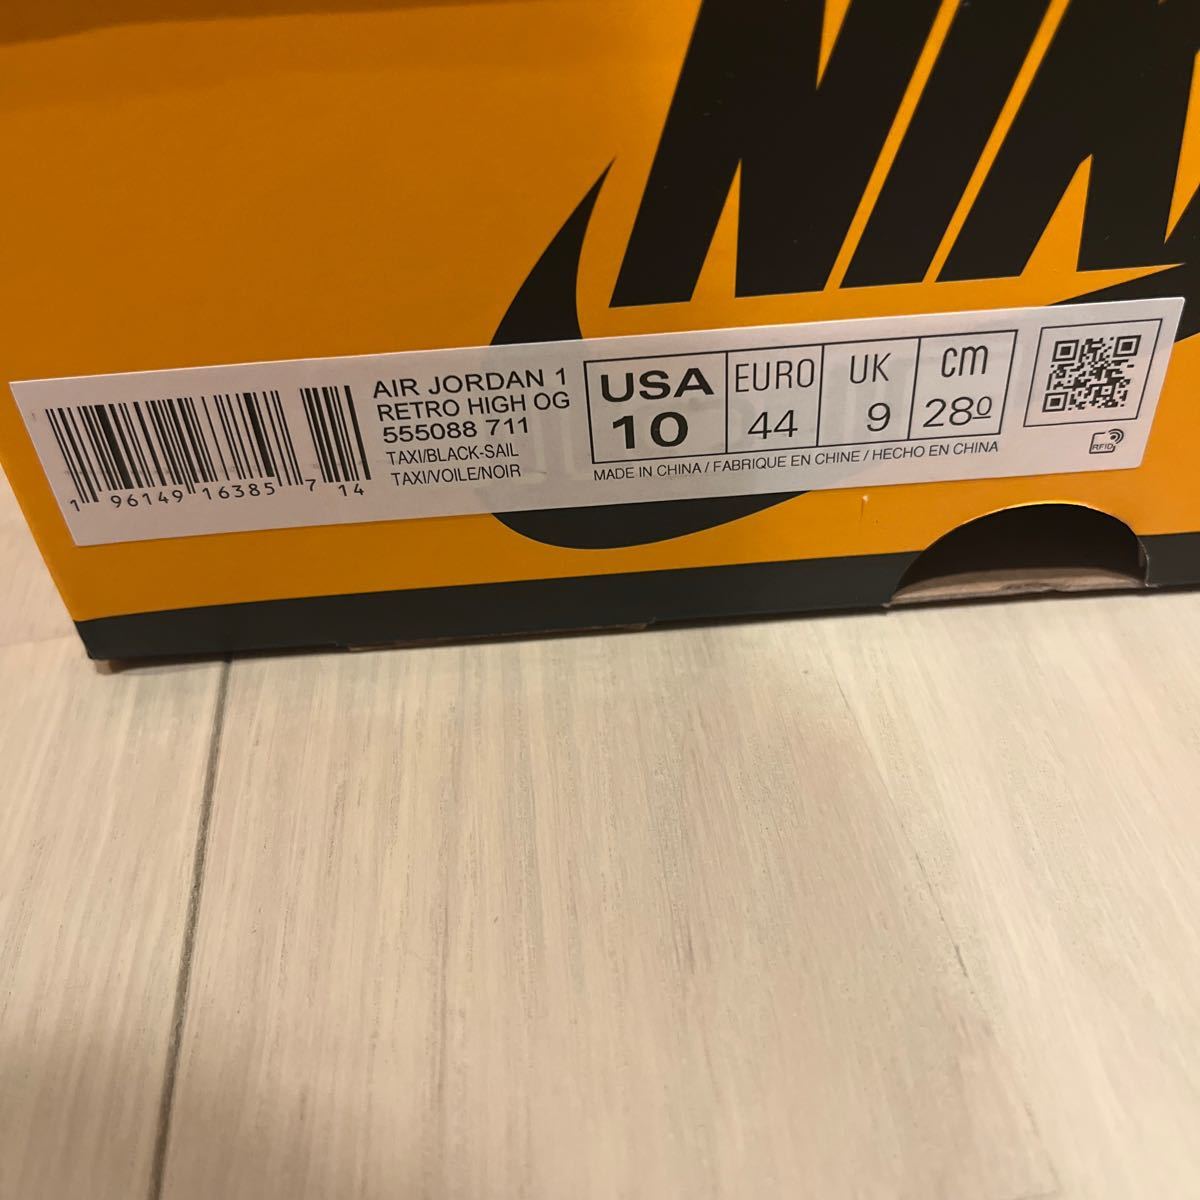 NIK
AIR JORDAN 1
RETRO HIGH OG
555088 711
TAXI/BLACK-SAIL
TAXI/VOILE/NOIR
1 96149 16385 7 14
USA
10
EURO
44
UK
9
cm
28.0
MADE IN CHINA / FABRIQUE EN CHINE / HECHO EN CHINA
RFID